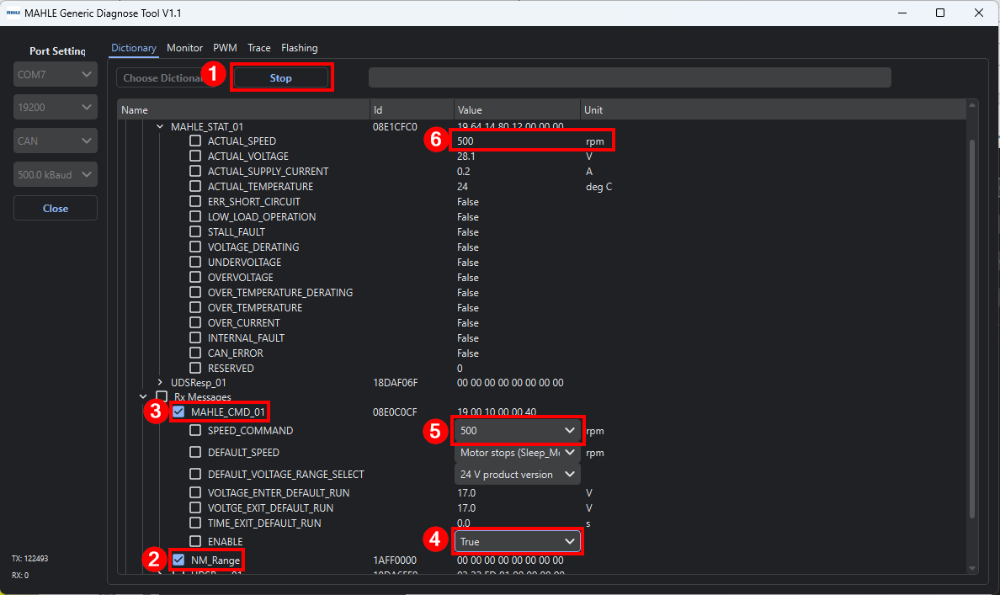 MAHLE MAHLE Generic Diagnose Tool V1.1
Port Setting
Dictionary Monitor PWM Trace Flashing
COM7
19200
CAN
500.0 kBaud
Close
Choose Dictiona 1 Stop
Name Id Value Unit
MAHLE_STAT_01 08E1CFC0 19 64 14 80 12 00 00 00
6
ACTUAL_SPEED 500 rpm
ACTUAL_VOLTAGE 28.1 V
ACTUAL_SUPPLY_CURRENT 0.2 A
ACTUAL_TEMPERATURE 24 deg C
ERR_SHORT_CIRCUIT False
LOW_LOAD_OPERATION False
STALL_FAULT False
VOLTAGE_DERATING False
UNDERVOLTAGE False
OVERVOLTAGE False
OVER_TEMPERATURE_DERATING False
OVER_TEMPERATURE False
OVER_CURRENT False
INTERNAL_FAULT False
CAN_ERROR False
RESERVED 0
UDSResp_01 18DAF06F 00 00 00 00 00 00 00 00
Rx Messages
3 MAHLE_CMD_01 08E0C0CF 19 00 10 00 00 40
SPEED_COMMAND 5 500 rpm
DEFAULT_SPEED Motor stops (Sleep_M rpm
DEFAULT_VOLTAGE_RANGE_SELECT 24 V product version
VOLTAGE_ENTER_DEFAULT_RUN 17.0 V
VOLTGE_EXIT_DEFAULT_RUN 17.0 V
TIME_EXIT_DEFAULT_RUN 0.0 s
ENABLE 4 True
2 NM_Range 1AFF0000 00 00 00 00 00 00 00 00
TX: 122493
RX: 0